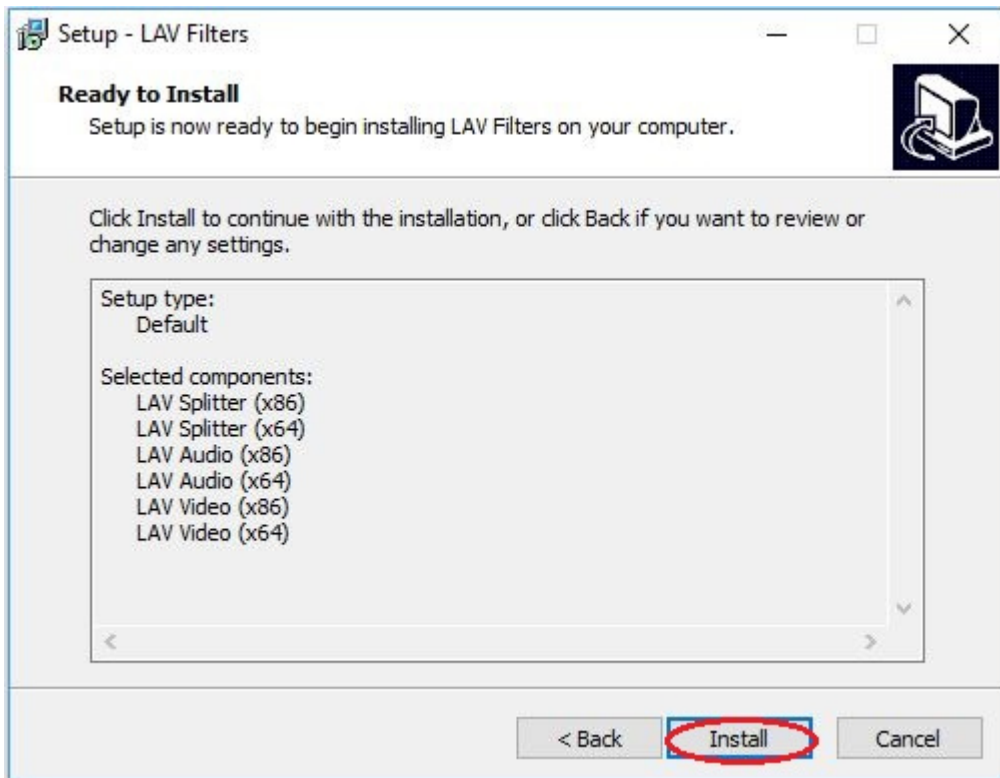 Setup - LAV Filters
Ready to Install
Setup is now ready to begin installing LAV Filters on your computer.
Click Install to continue with the installation, or click Back if you want to review or
change any settings.
Setup type:
Default
Selected components:
LAV Splitter (x86)
LAV Splitter (x64)
LAV Audio (x86)
LAV Audio (x64)
LAV Video (x86)
LAV Video (x64)
< Back
Install
Cancel